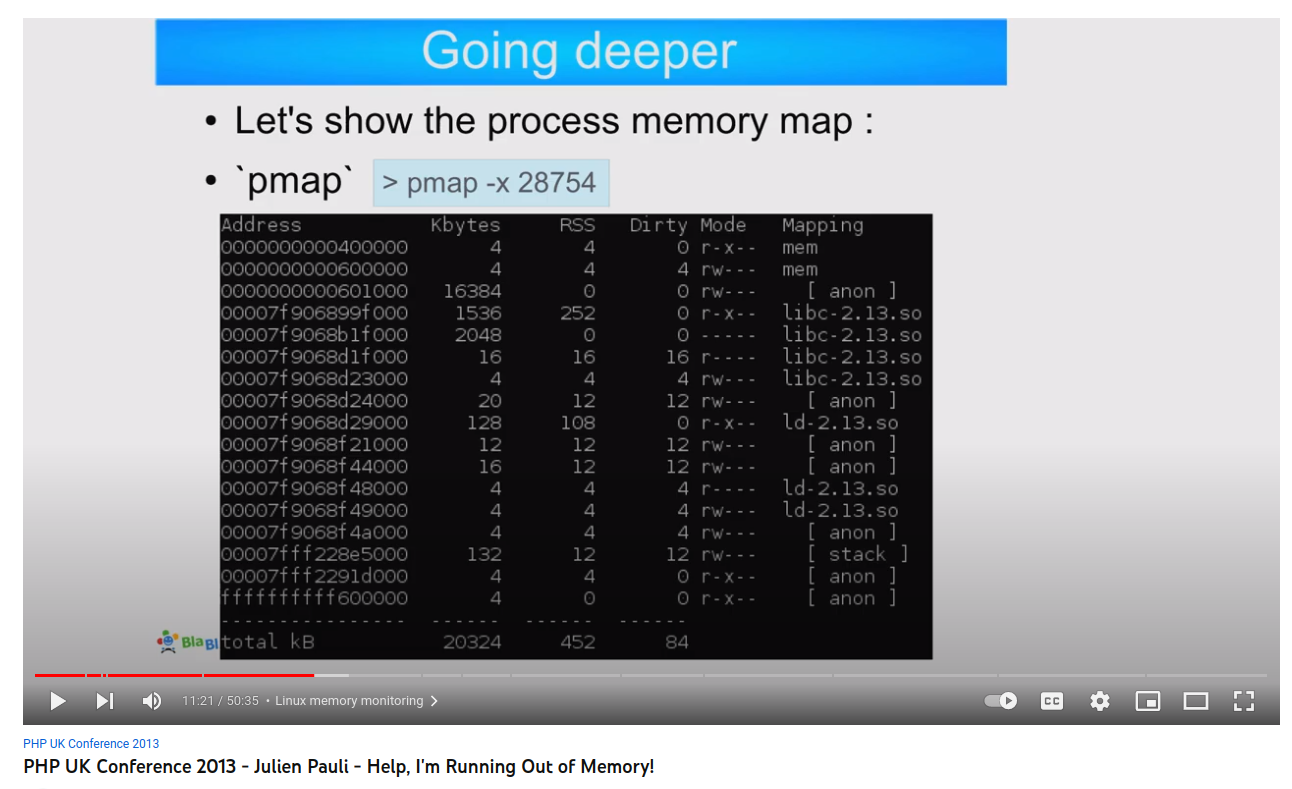 Going deeper
• Let's show the process memory map :
• `pmap` > pmap -x 28754
Address Kbytes RSS Dirty Mode Mapping
0000000000400000 4 4 0 r-x-- mem
0000000000600000 4 4 4 rw--- mem
0000000000601000 16384 0 0 rw--- [ anon ]
00007f906899f000 1536 252 0 r-x-- libc-2.13.so
00007f9068b1f000 2048 0 0 ----- libc-2.13.so
00007f9068d1f000 16 16 16 r---- libc-2.13.so
00007f9068d23000 4 4 4 rw--- libc-2.13.so
00007f9068d24000 20 12 12 rw--- [ anon ]
00007f9068d29000 128 108 0 r-x-- ld-2.13.so
00007f9068f21000 12 12 12 rw--- [ anon ]
00007f9068f44000 16 12 12 rw--- [ anon ]
00007f9068f48000 4 4 4 r---- ld-2.13.so
00007f9068f49000 4 4 4 rw--- ld-2.13.so
00007f9068f4a000 4 4 4 rw--- [ anon ]
00007fff228e5000 132 12 12 rw--- [ stack ]
00007fff2291d000 4 4 0 r-x-- [ anon ]
ffffffffff600000 4 0 0 r-x-- [ anon ]
---------------- ------ ------ ------
total kB 20324 452 84
BlaBl
11:21 / 50:35 • Linux memory monitoring >
CC
PHP UK Conference 2013
PHP UK Conference 2013 - Julien Pauli - Help, I'm Running Out of Memory!